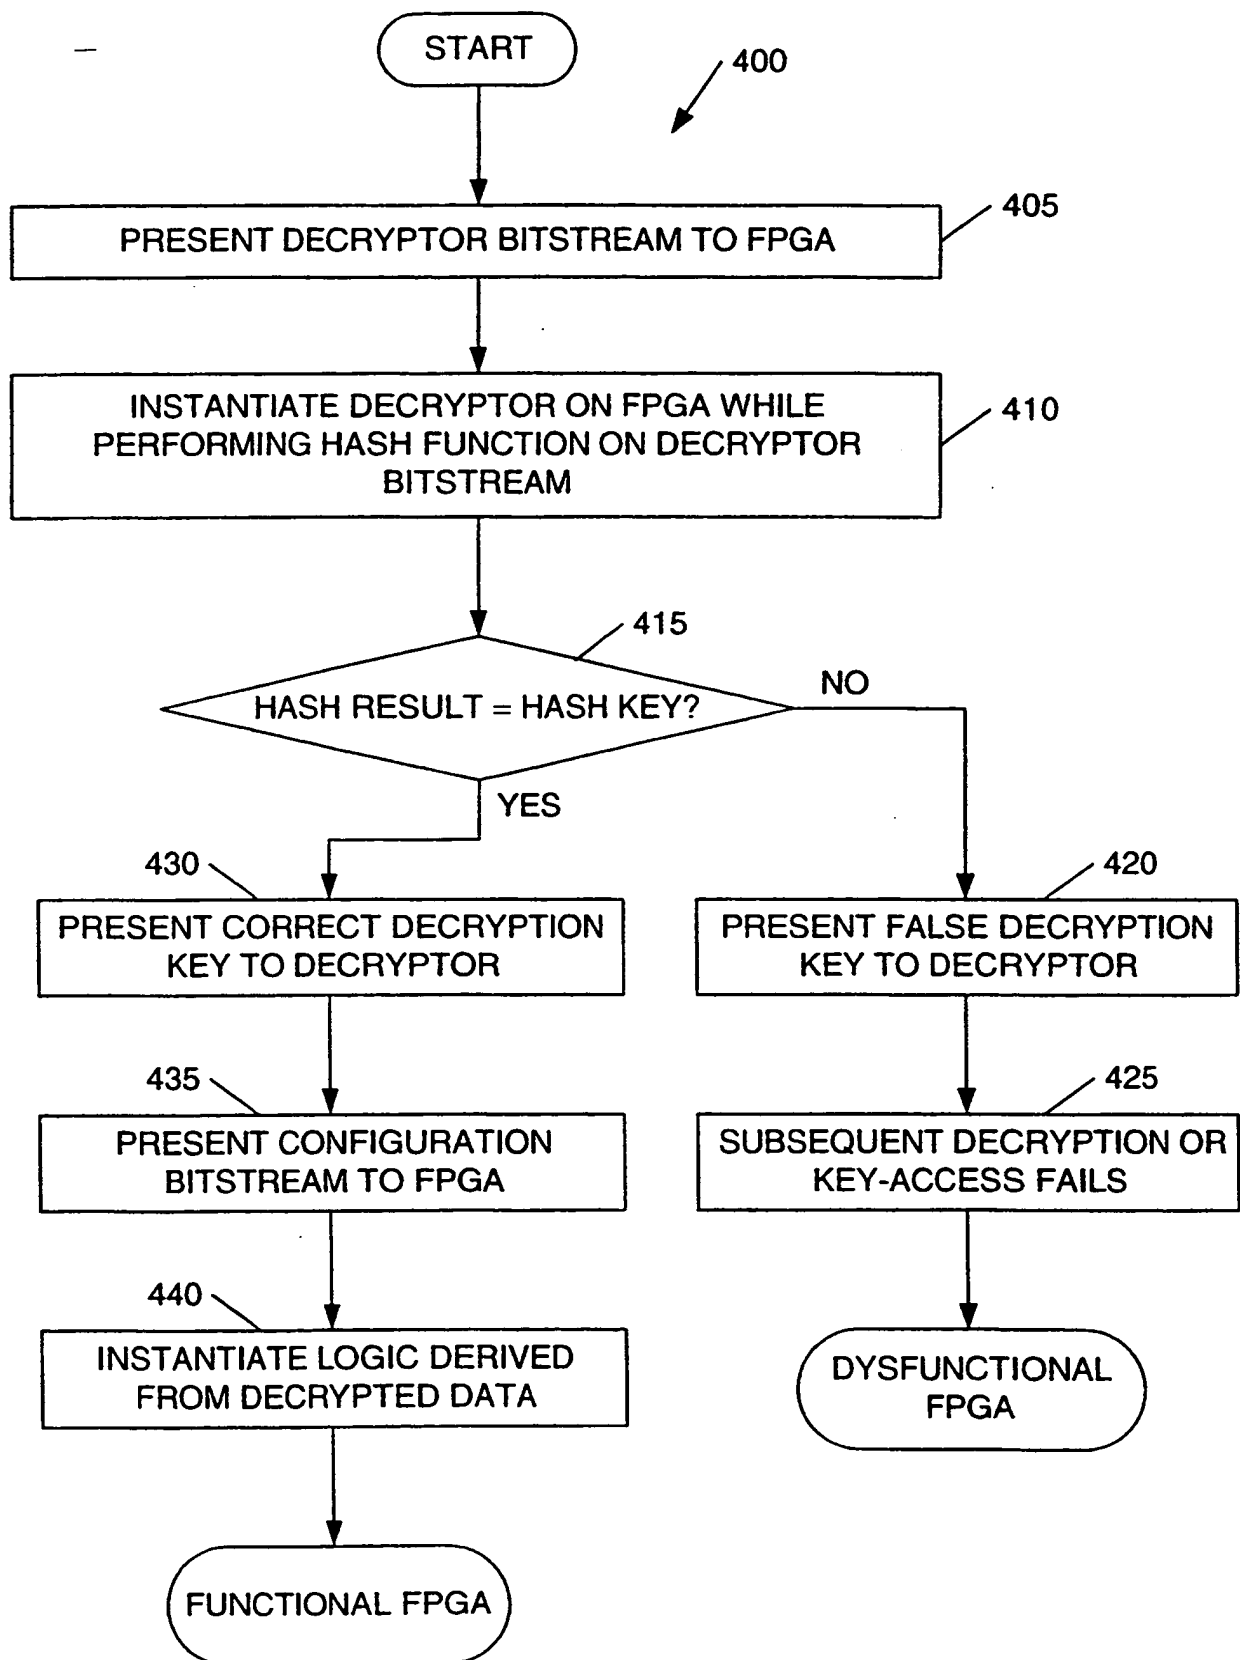 START
400
405
PRESENT DECRYPTOR BITSTREAM TO FPGA
410
INSTANTIATE DECRYPTOR ON FPGA WHILE
PERFORMING HASH FUNCTION ON DECRYPTOR
BITSTREAM
415
HASH RESULT = HASH KEY?
NO
YES
430
PRESENT CORRECT DECRYPTION
KEY TO DECRYPTOR
420
PRESENT FALSE DECRYPTION
KEY TO DECRYPTOR
435
PRESENT CONFIGURATION
BITSTREAM TO FPGA
425
SUBSEQUENT DECRYPTION OR
KEY-ACCESS FAILS
440
INSTANTIATE LOGIC DERIVED
FROM DECRYPTED DATA
DYSFUNCTIONAL
FPGA
FUNCTIONAL FPGA